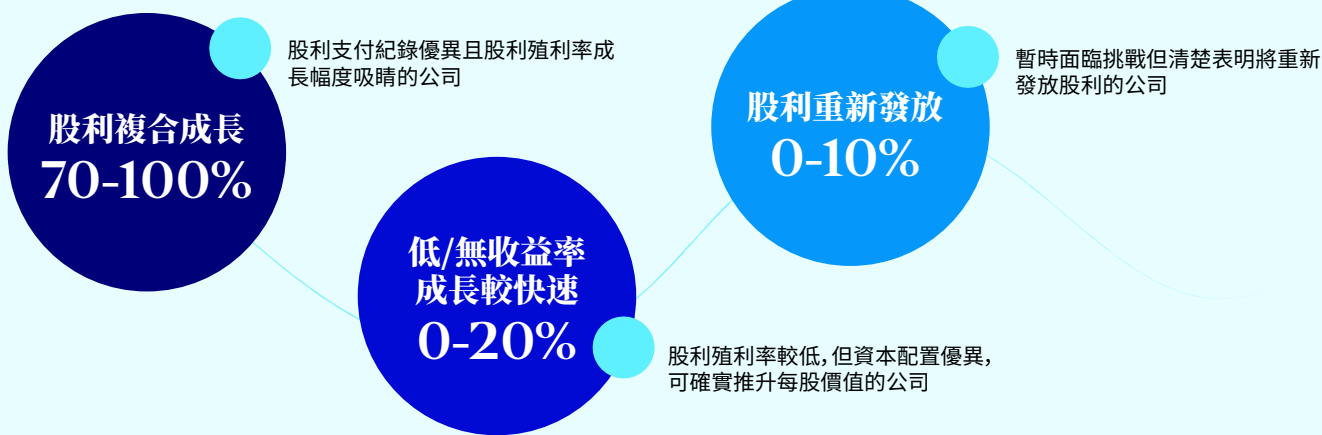 股利複合成長
70-100%
股利支付紀錄優異且股利殖利率成
長幅度吸睛的公司
低/無收益率
成長較快速
0-20%
股利殖利率較低，但資本配置優異，
可確實推升每股價值的公司
股利重新發放
0-10%
暫時面臨挑戰但清楚表明將重新
發放股利的公司